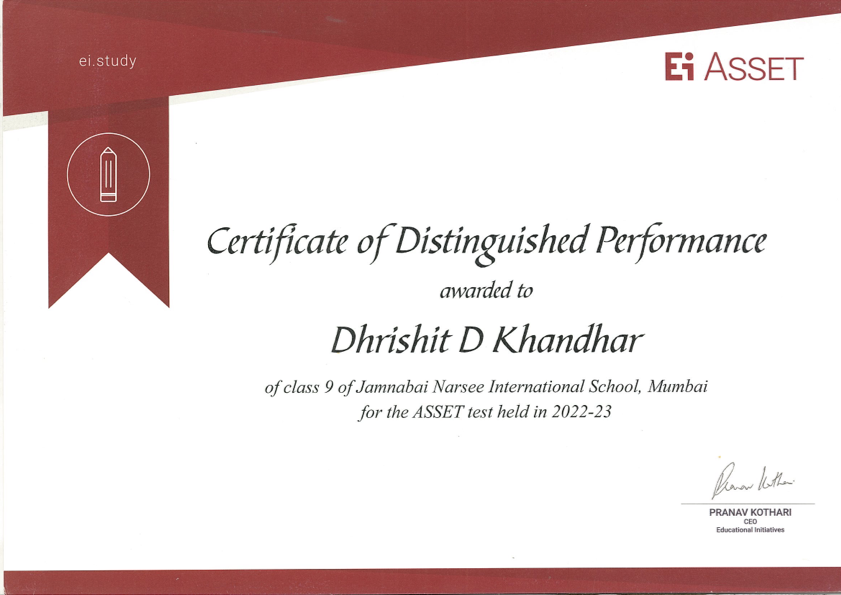 ei.study
Ei ASSET
Certificate of Distinguished Performance
awarded to
Dhrishit D Khandhar
of class 9 of Jamnabai Narsee International School, Mumbai
for the ASSET test held in 2022-23
Pranav Kothari
PRANAV KOTHARI
CEO
Educational Initiatives